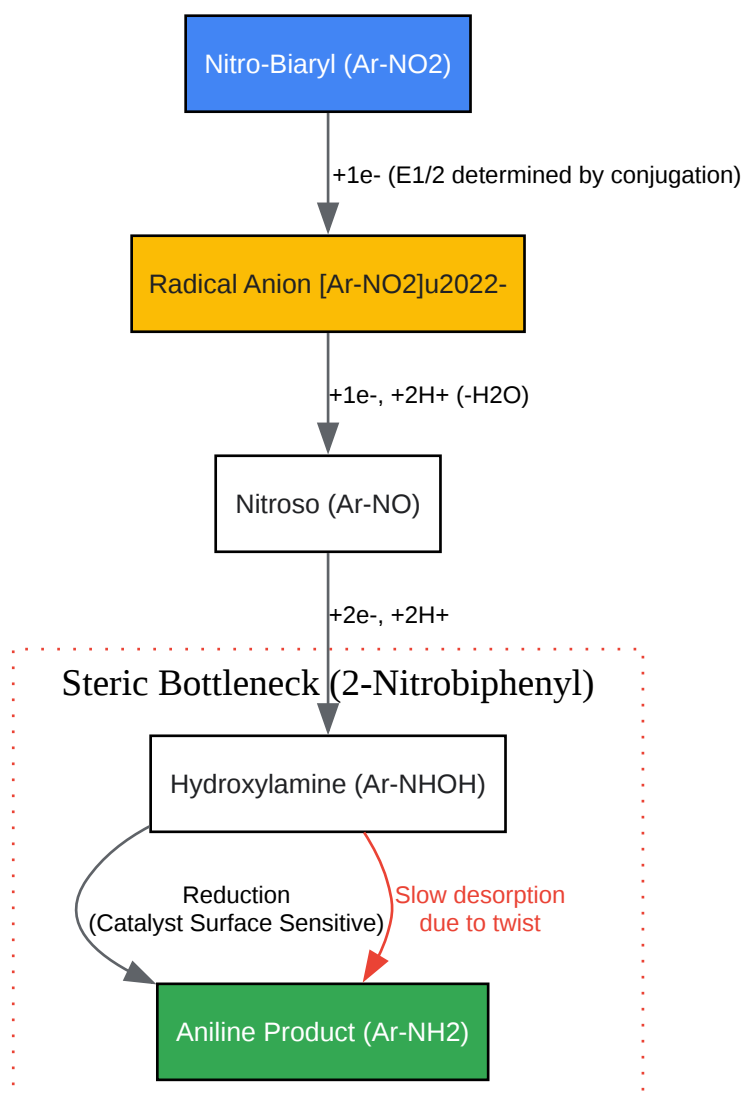 Nitro-Biaryl (Ar-NO2)
+1e- (E1/2 determined by conjugation)
Radical Anion [Ar-NO2]u2022-
+1e-, +2H+ (-H2O)
Nitroso (Ar-NO)
+2e-, +2H+
Steric Bottleneck (2-Nitrobiphenyl)
Hydroxylamine (Ar-NHOH)
Reduction
(Catalyst Surface Sensitive)
Slow desorption
due to twist
Aniline Product (Ar-NH2)